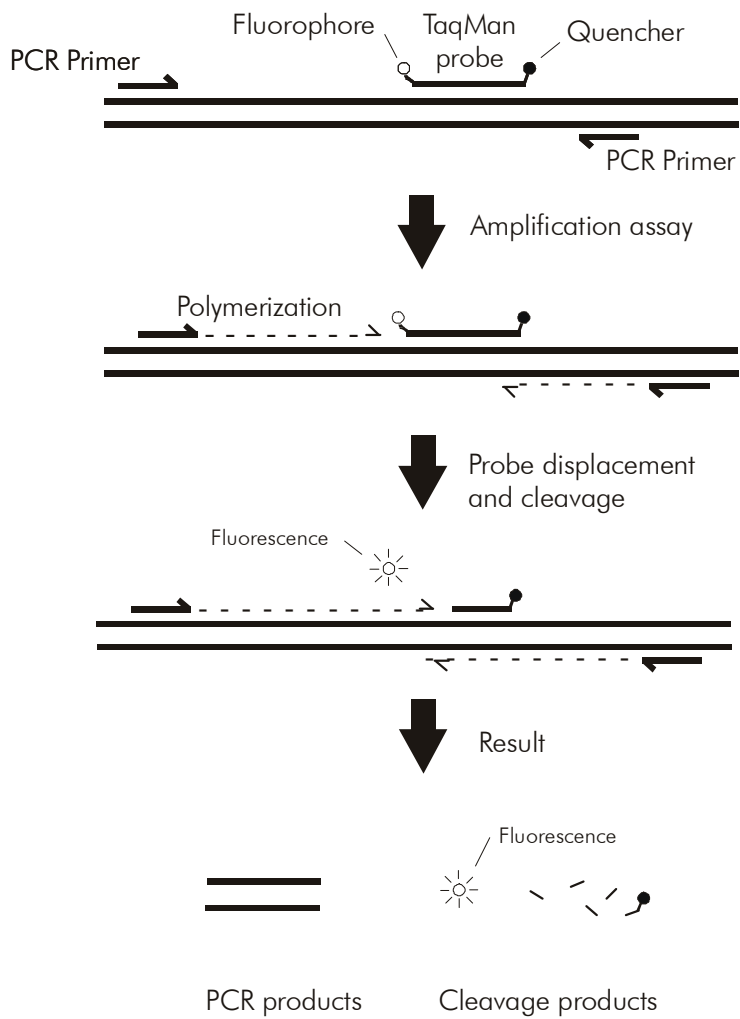 Fluorophore
TaqMan
probe
Quencher
PCR Primer
PCR Primer
Amplification assay
Polymerization
Probe displacement
and cleavage
Fluorescence
Result
Fluorescence
PCR products
Cleavage products